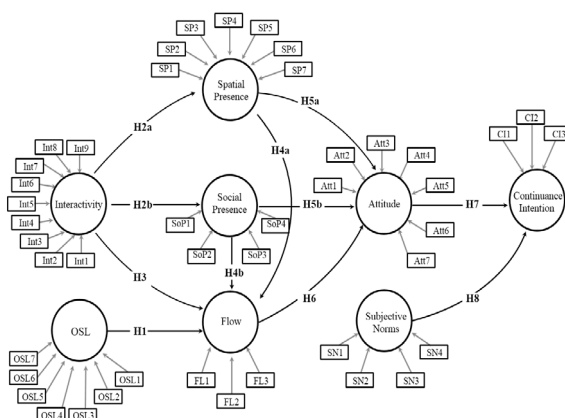 SP4
SP3
SP5
SP2
SP6
SP1
SP7
Spatial
Presence
H5a
CI2
CI1
CI3
H2a
Int8
Int9
Int7
Int6
Int5
Int4
Int3
Int2
Int1
Interactivity
H4a
Att3
Att2
Att4
Att1
Att5
Att6
Att7
Attitude
H2b
Social
Presence
SoP1
SoP4
SoP2
SoP3
H5b
H7
Continuance
Intention
H3
H4b
H6
H8
OSL
H1
Flow
Subjective
Norms
OSL7
OSL6
OSL5
OSL4
OSL3
OSL2
OSL1
FL1
FL2
FL3
SN1
SN2
SN3
SN4